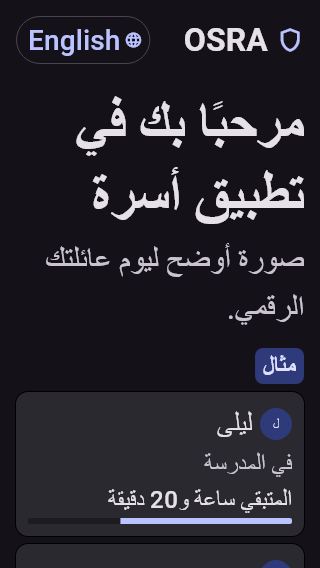 OSRA
English
مرحبًا بك في
تطبيق أسرة
صورة أوضح ليوم عائلتك
الرقمي.
مثال
ل
ليلى
في المدرسة
المتبقي ساعة و20 دقيقة